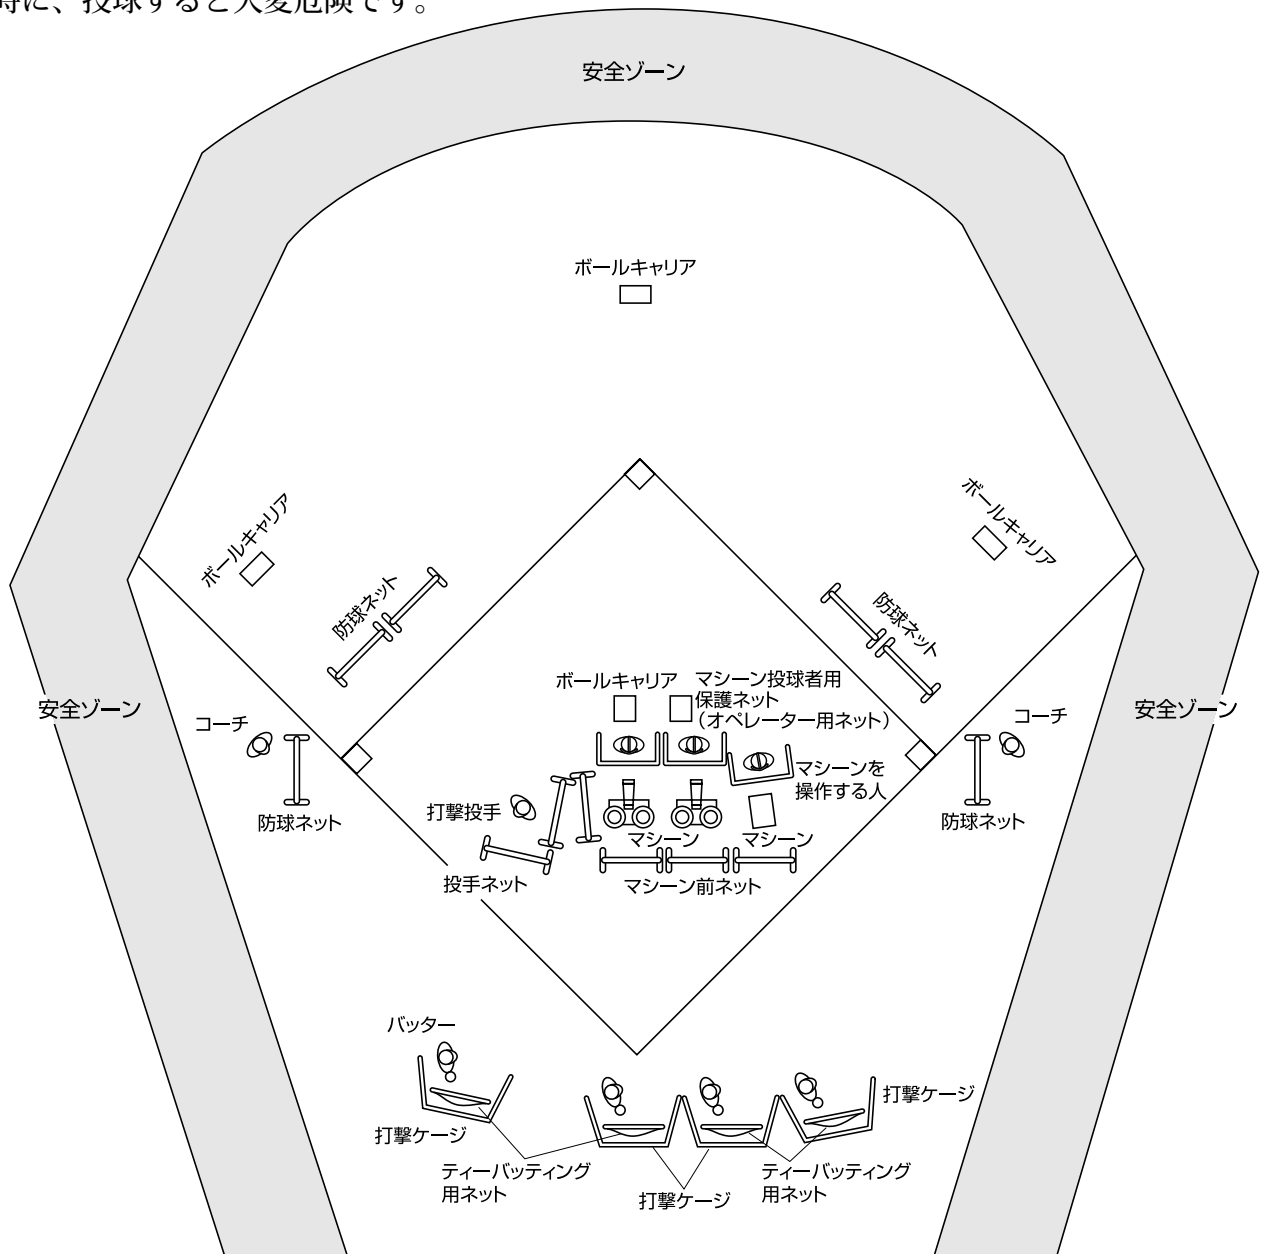 時に、投球すると大変危険です。
安全ゾーン
ボールキャリア
ボールキャリア
ボールキャリア
防球ネット
防球ネット
ボールキャリア
マシーン投球者用
保護ネット
（オペレーター用ネット）
安全ゾーン
安全ゾーン
コーチ
コーチ
マシーンを
操作する人
打撃投手
防球ネット
防球ネット
マシーン
マシーン
投手ネット
マシーン前ネット
バッター
打撃ケージ
打撃ケージ
ティーバッティング
用ネット
ティーバッティング
用ネット
打撃ケージ